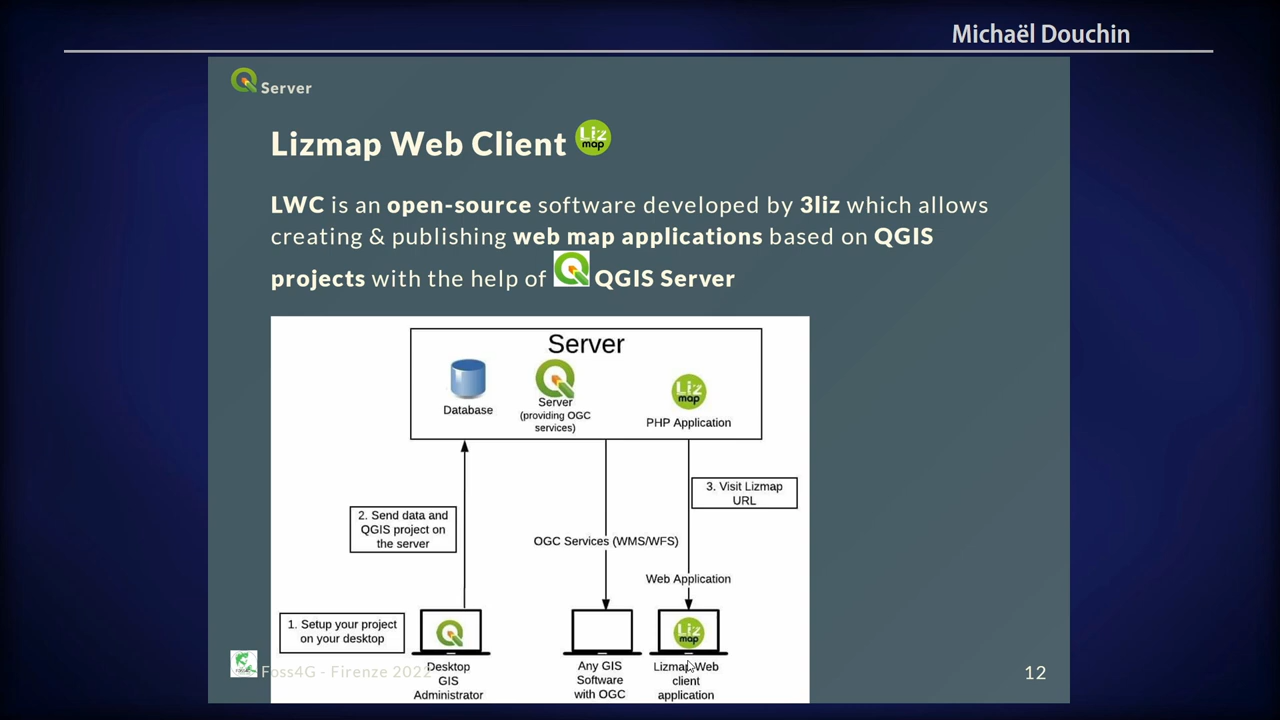 Michaël Douchin
Server
Lizmap Web Client
Liz
map
LWC is an open-source software developed by 3liz which allows
creating & publishing web map applications based on QGIS
projects with the help of QGIS Server
Server
Database
Server
(providing OGC
services)
Liz
map
PHP Application
3. Visit Lizmap
URL
2. Send data and
QGIS project on
the server
OGC Services (WMS/WFS)
Web Application
1. Setup your project
on your desktop
Liz
map
Desktop
GIS
Administrator
Any GIS
Software
with OGC
Lizmap Web
client
application
Foss4G - Firenze 2022
12